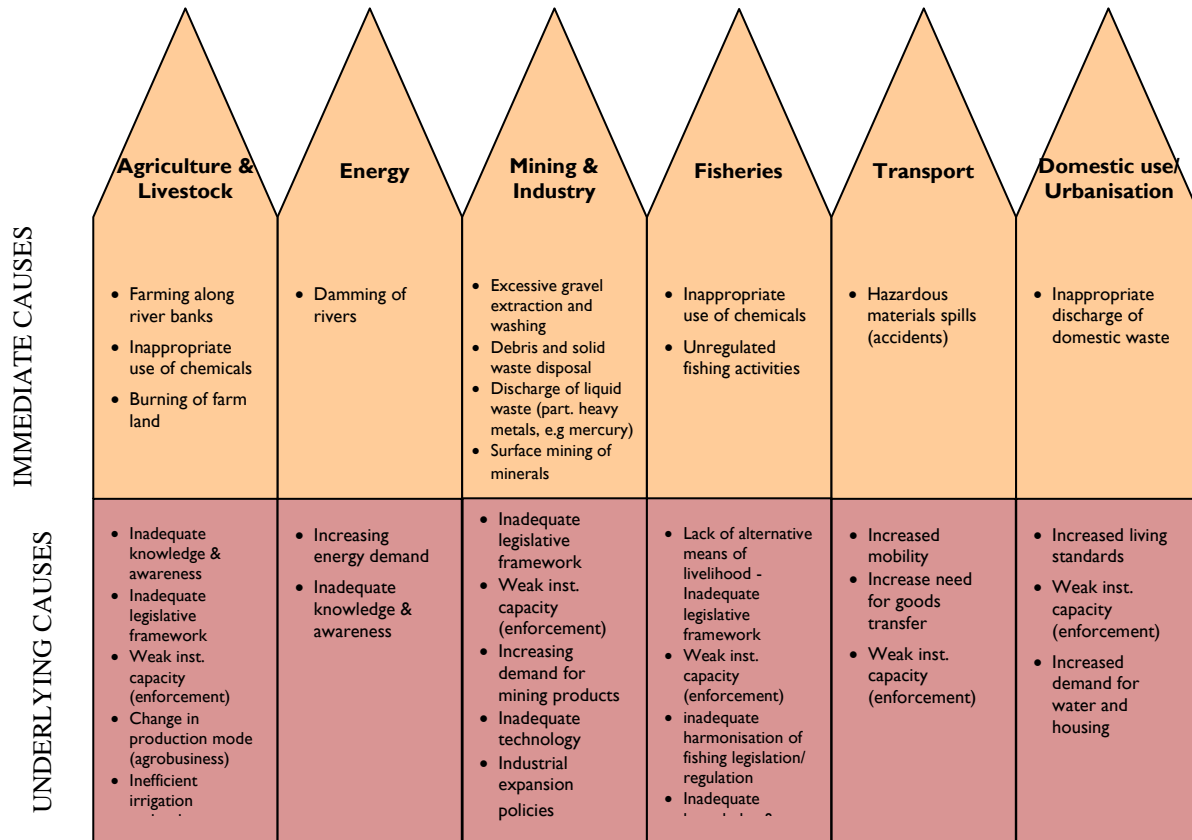 Agriculture &
Livestock
Energy
Mining &
Industry
Fisheries
Transport
Domestic use/
Urbanisation
IMMEDIATE CAUSES
• Farming along
river banks
• Inappropriate
use of chemicals
• Burning of farm
land
• Damming of
rivers
• Excessive gravel
extraction and
washing
• Debris and solid
waste disposal
• Discharge of liquid
waste (part. heavy
metals, e.g mercury)
• Surface mining of
minerals
• Inappropriate
use of chemicals
• Unregulated
fishing activities
• Hazardous
materials spills
(accidents)
• Inappropriate
discharge of
domestic waste
UNDERLYING CAUSES
• Inadequate
knowledge &
awareness
• Inadequate
legislative
framework
• Weak inst.
capacity
(enforcement)
• Change in
production mode
(agrobusiness)
• Inefficient
irrigation
• Increasing
energy demand
• Inadequate
knowledge &
awareness
• Inadequate
legislative
framework
• Weak inst.
capacity
(enforcement)
• Increasing
demand for
mining products
• Inadequate
technology
• Industrial
expansion
policies
• Lack of alternative
means of
livelihood -
Inadequate
legislative
framework
• Weak inst.
capacity
(enforcement)
• inadequate
harmonisation of
fishing legislation/
regulation
• Inadequate
• Increased
mobility
• Increase need
for goods
transfer
• Weak inst.
capacity
(enforcement)
• Increased living
standards
• Weak inst.
capacity
(enforcement)
• Increased
demand for
water and
housing